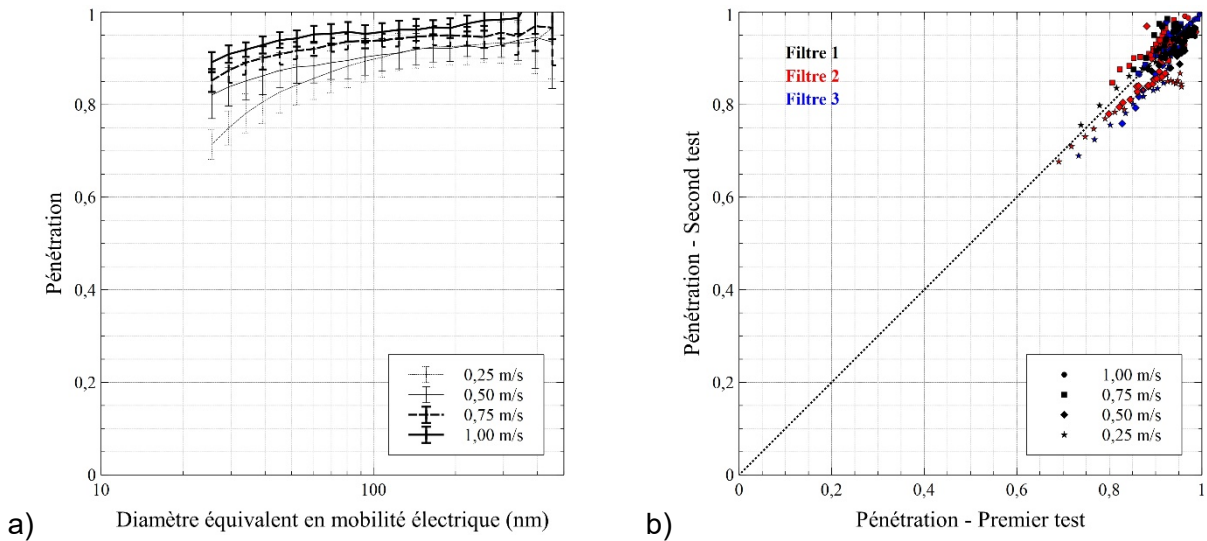 1
0,8
0,6
0,4
0,2
0
Pénétration
10
100
Diamètre équivalent en mobilité électrique (nm)
0,25 m/s
0,50 m/s
0,75 m/s
1,00 m/s
a)
1
0,8
0,6
0,4
0,2
0
Pénétration - Second test
Filtre 1
Filtre 2
Filtre 3
1,00 m/s
0,75 m/s
0,50 m/s
0,25 m/s
0
0,2
0,4
0,6
0,8
1
Pénétration - Premier test
b)